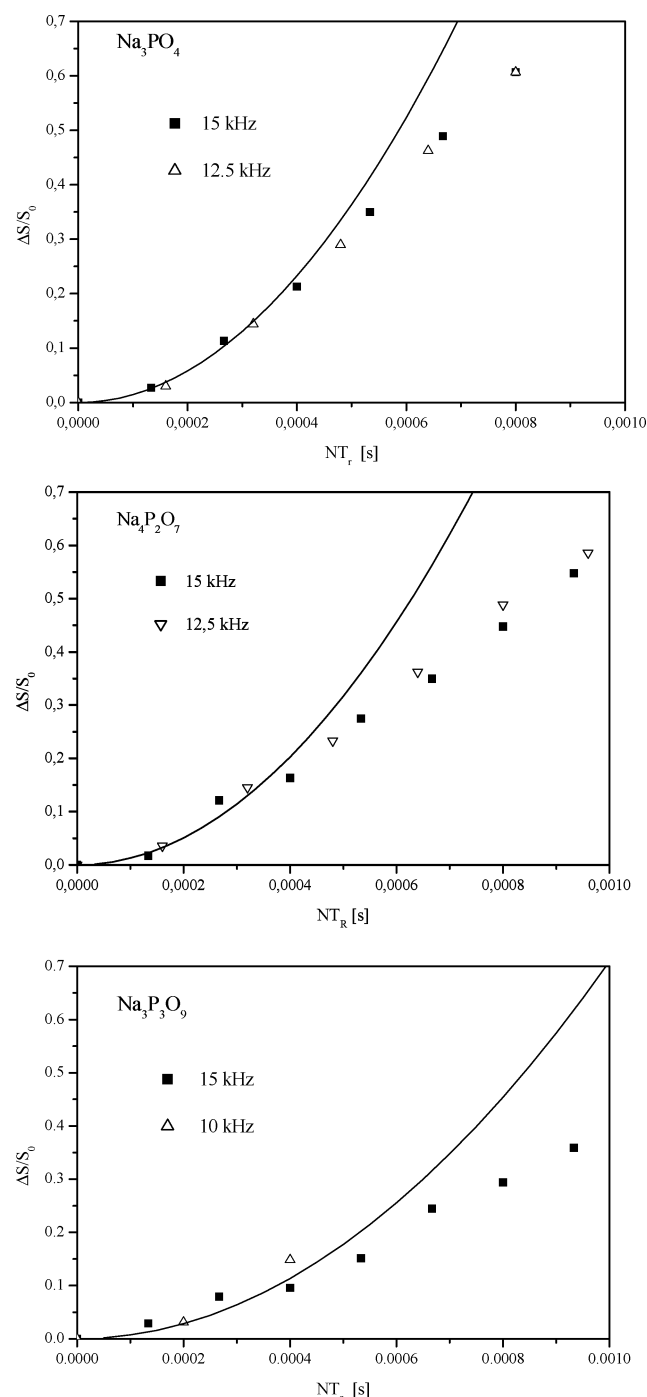 Na₃PO₄
15 kHz
12.5 kHz
ΔS/S₀
0,7
0,6
0,5
0,4
0,3
0,2
0,1
0,0
0,0000 0,0002 0,0004 0,0006 0,0008 0,0010
NTᵣ [s]
Na₄P₂O₇
15 kHz
12,5 kHz
ΔS/S₀
0,7
0,6
0,5
0,4
0,3
0,2
0,1
0,0
0,0000 0,0002 0,0004 0,0006 0,0008 0,0010
NT_R [s]
Na₃P₃O₉
15 kHz
10 kHz
ΔS/S₀
0.7
0.6
0.5
0.4
0.3
0.2
0.1
0.0
0.0000 0.0002 0.0004 0.0006 0.0008 0.0010
[s]